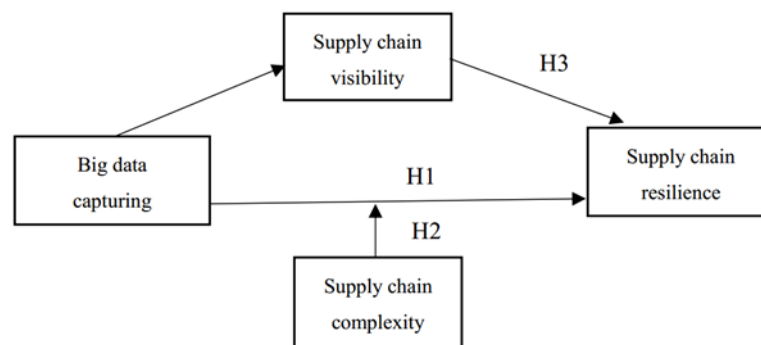 Supply chain
visibility
H3
Big data
capturing
H1
Supply chain
resilience
H2
Supply chain
complexity